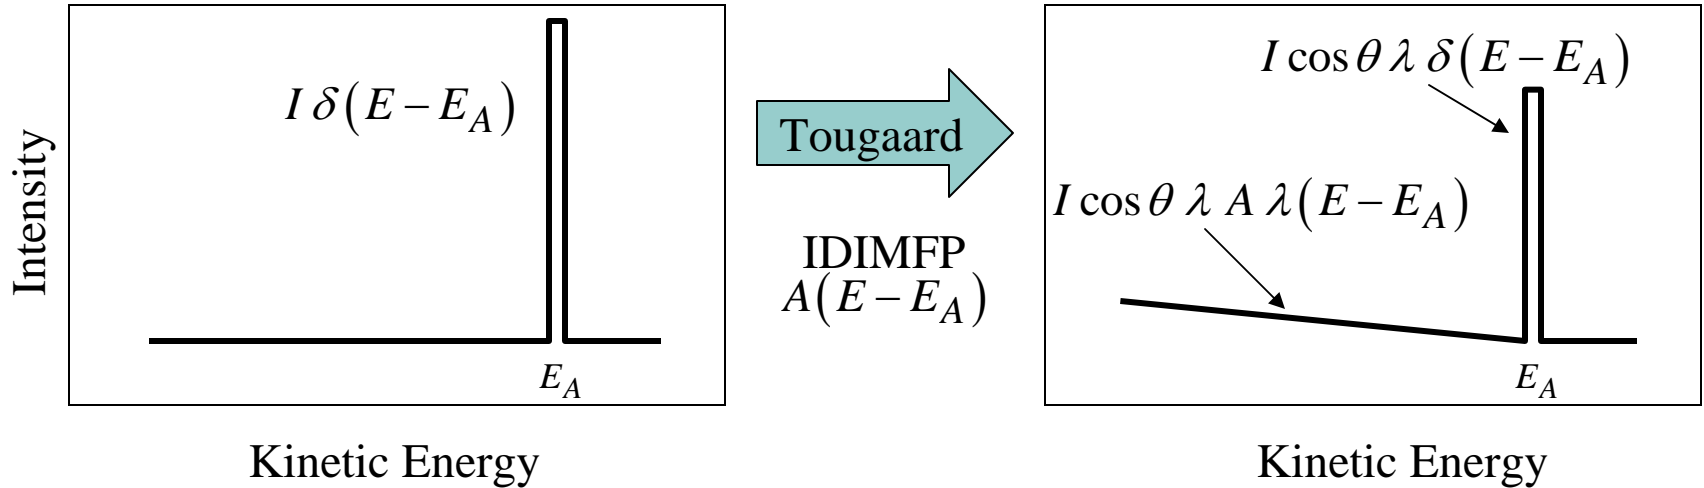 Intensity
I δ(E − E_A)
E_A
Kinetic Energy
Tougaard
IDIMFP
A(E − E_A)
I cos θ λ δ(E − E_A)
I cos θ λ A λ(E − E_A)
E_A
Kinetic Energy